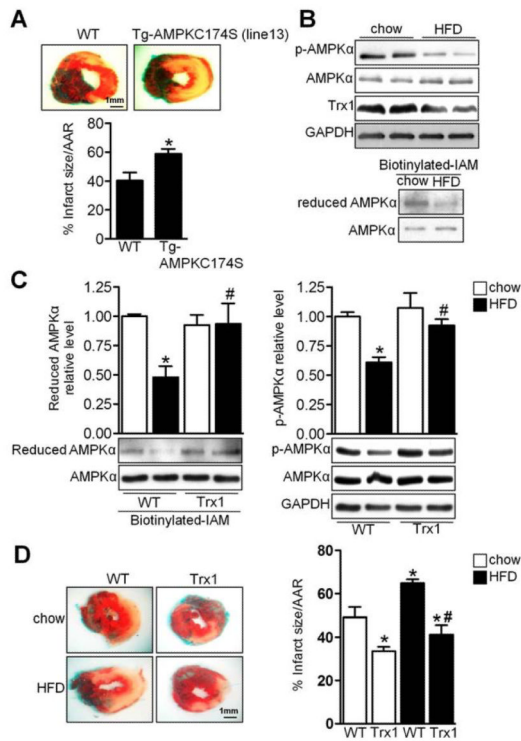 A
WT
Tg-AMPKC174S (line13)
1mm
% Infarct size/AAR
80
60
40
20
0
*
WT
Tg-
AMPKC174S
B
chow HFD
p-AMPKα
AMPKα
Trx1
GAPDH
Biotinylated-IAM
chow HFD
reduced AMPKα
AMPKα
C
Reduced AMPKα
relative level
1.25
1.00
0.75
0.50
0.25
0.00
*
#
Reduced AMPKα
AMPKα
WT Trx1
Biotinylated-IAM
p-AMPKα relative level
1.25
1.00
0.75
0.50
0.25
0.00
*
#
chow
HFD
p-AMPKα
AMPKα
GAPDH
WT Trx1
D
WT Trx1
chow
HFD
1mm
% Infarct size/AAR
80
60
40
20
0
*
*
*#
WT Trx1 WT Trx1
chow
HFD